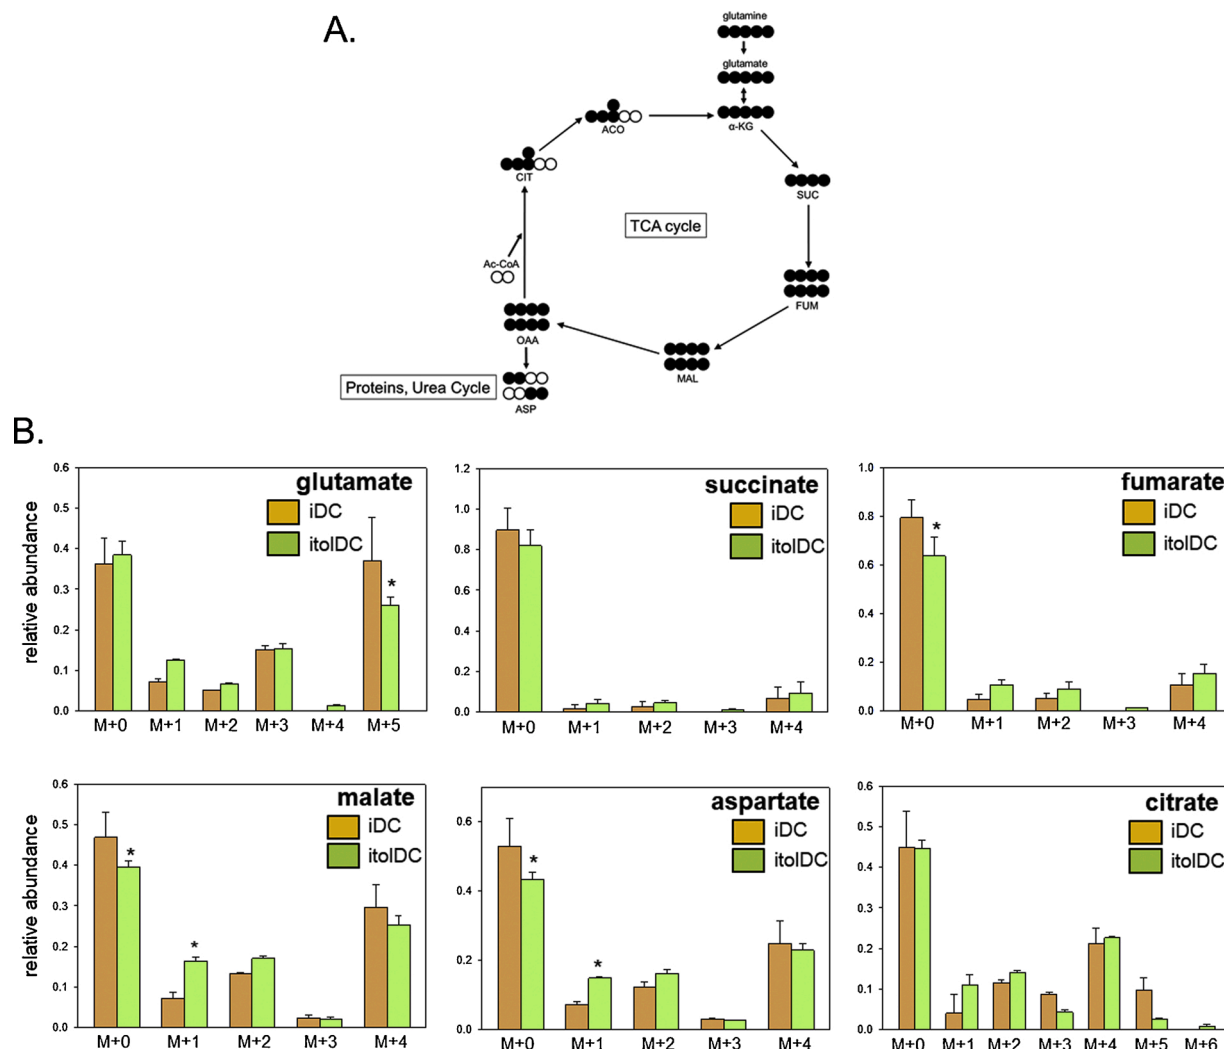 A.
glutamine
glutamate
ACO
α-KG
CIT
SUC
TCA cycle
Ac-CoA
FUM
OAA
MAL
Proteins, Urea Cycle
ASP
B.
glutamate
iDC
itolDC
relative abundance
0.6
0.5
0.4
0.3
0.2
0.1
0.0
*
M+0 M+1 M+2 M+3 M+4 M+5
succinate
iDC
itolDC
1.2
1.0
0.8
0.6
0.4
0.2
0.0
M+0 M+1 M+2 M+3 M+4
fumarate
iDC
itolDC
1.0
0.8
0.6
0.4
0.2
0.0
*
M+0 M+1 M+2 M+3 M+4
malate
iDC
itolDC
relative abundance
0.6
0.5
0.4
0.3
0.2
0.1
0.0
*
*
M+0 M+1 M+2 M+3 M+4
aspartate
iDC
itolDC
0.6
0.4
0.2
0.0
*
*
M+0 M+1 M+2 M+3 M+4
citrate
iDC
itolDC
0.6
0.5
0.4
0.3
0.2
0.1
0.0
M+0 M+1 M+2 M+3 M+4 M+5 M+6